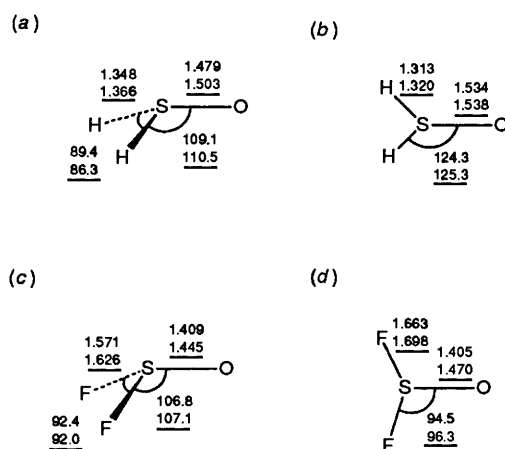 (a)
1.348
1.366
1.479
1.503
H
S
O
H
89.4
86.3
109.1
110.5
(b)
1.313
1.320
1.534
1.538
H
S
O
H
124.3
125.3
(c)
1.571
1.626
1.409
1.445
S
O
F
F
92.4
92.0
106.8
107.1
(d)
F
1.663
1.698
1.405
1.470
S
O
F
94.5
96.3